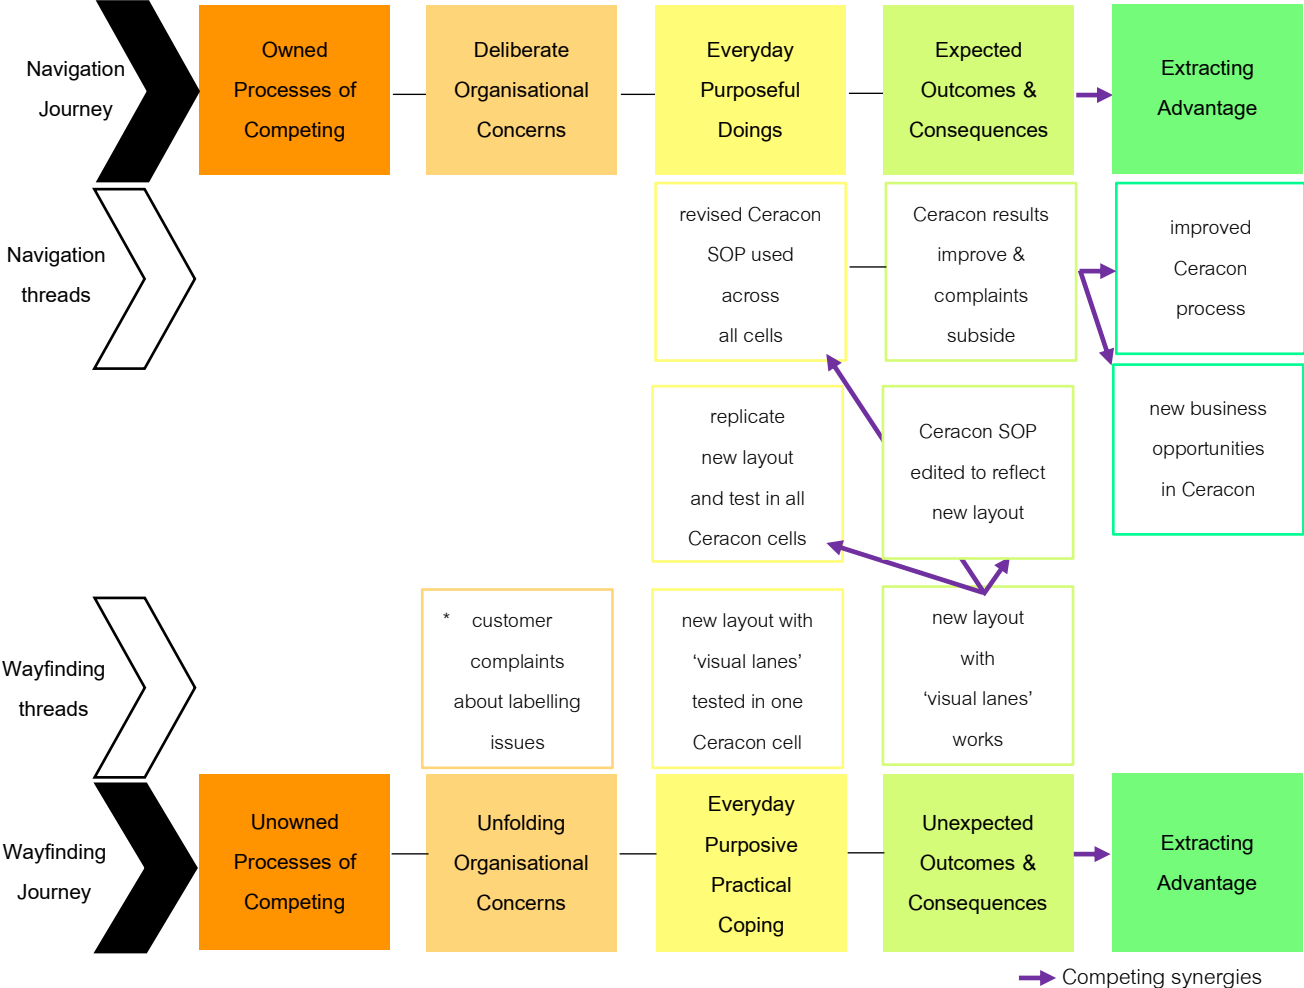 Navigation
Journey
Owned
Processes of
Competing
Deliberate
Organisational
Concerns
Everyday
Purposeful
Doings
Expected
Outcomes &
Consequences
Extracting
Advantage
Navigation
threads
revised Ceracon
SOP used
across
all cells
Ceracon results
improve &
complaints
subside
improved
Ceracon
process
replicate
new layout
and test in all
Ceracon cells
Ceracon SOP
edited to reflect
new layout
new business
opportunities
in Ceracon
Wayfinding
threads
* customer
complaints
about labelling
issues
new layout with
‘visual lanes’
tested in one
Ceracon cell
new layout
with
‘visual lanes’
works
Wayfinding
Journey
Unowned
Processes of
Competing
Unfolding
Organisational
Concerns
Everyday
Purposive
Practical
Coping
Unexpected
Outcomes &
Consequences
Extracting
Advantage
Competing synergies